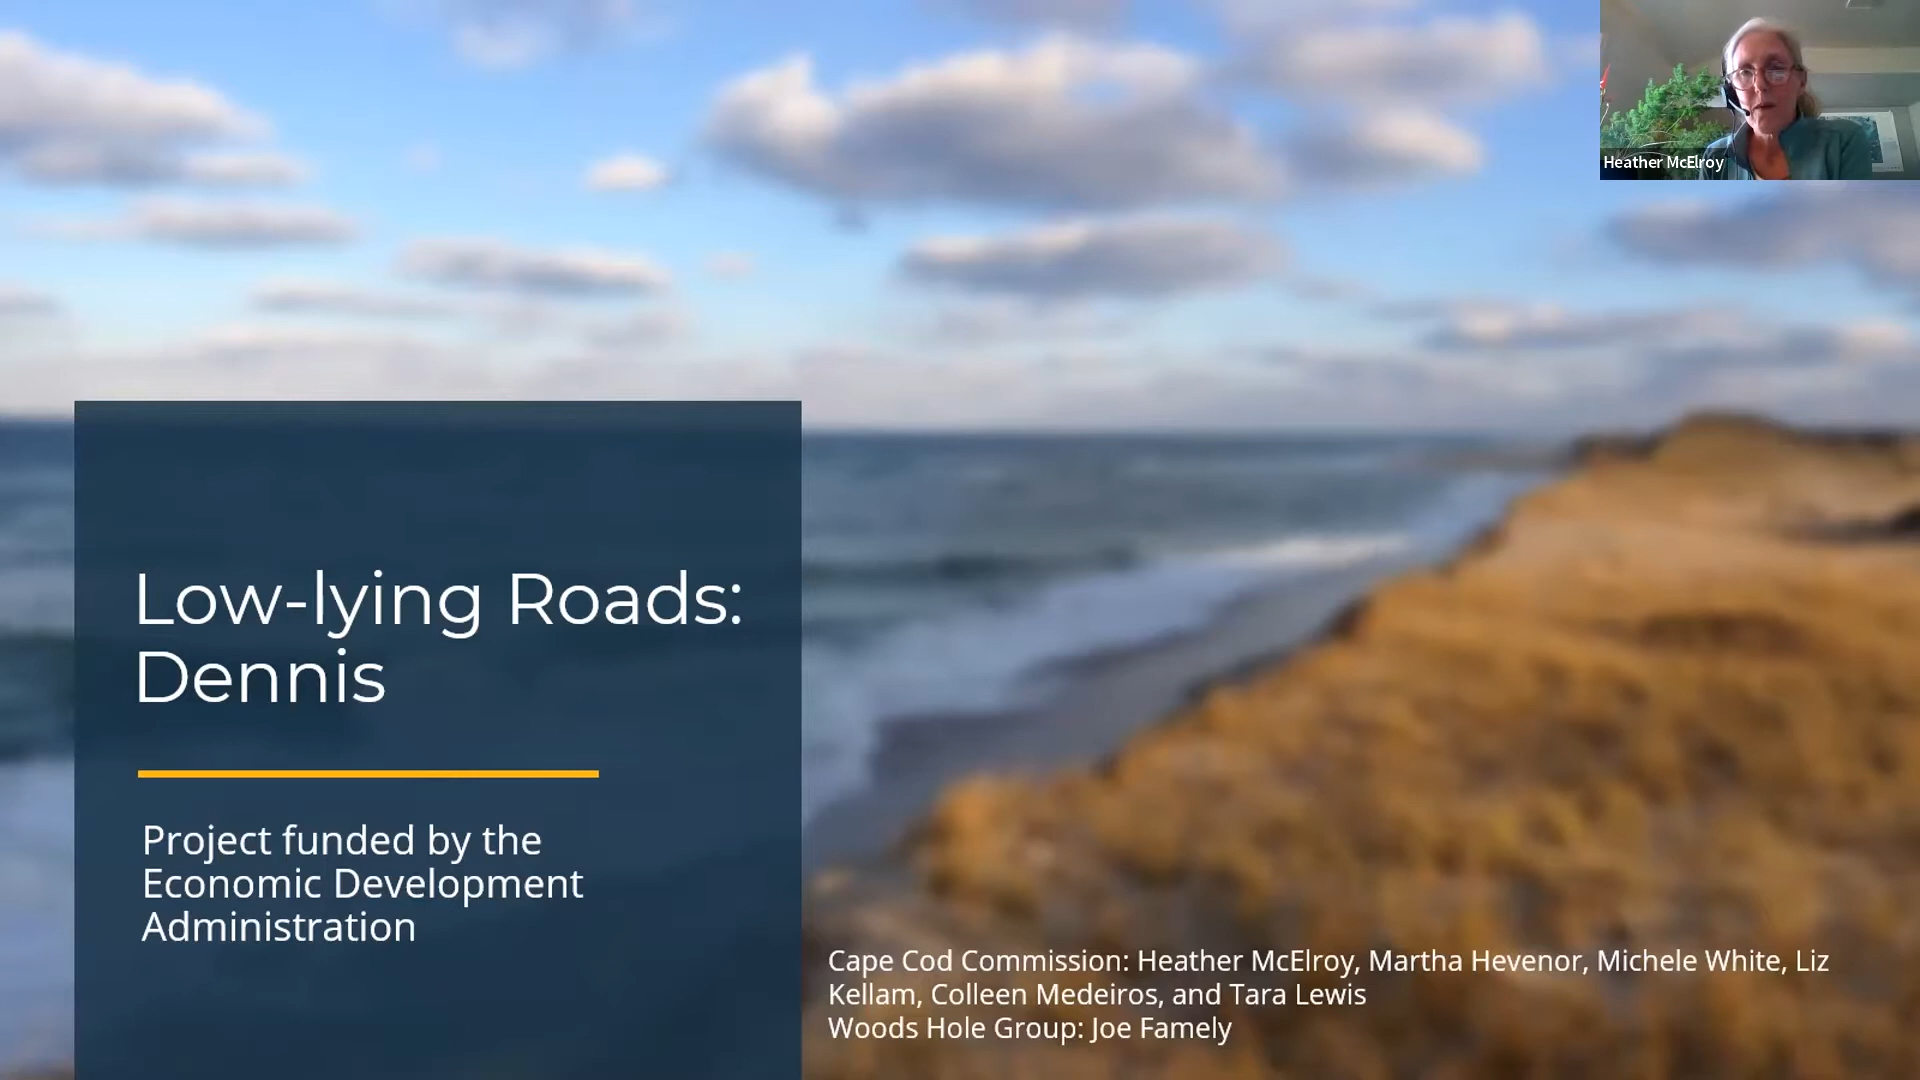 Heather McElroy
Low-lying Roads:
Dennis
Project funded by the
Economic Development
Administration
Cape Cod Commission: Heather McElroy, Martha Hevenor, Michele White, Liz
Kellam, Colleen Medeiros, and Tara Lewis
Woods Hole Group: Joe Famely